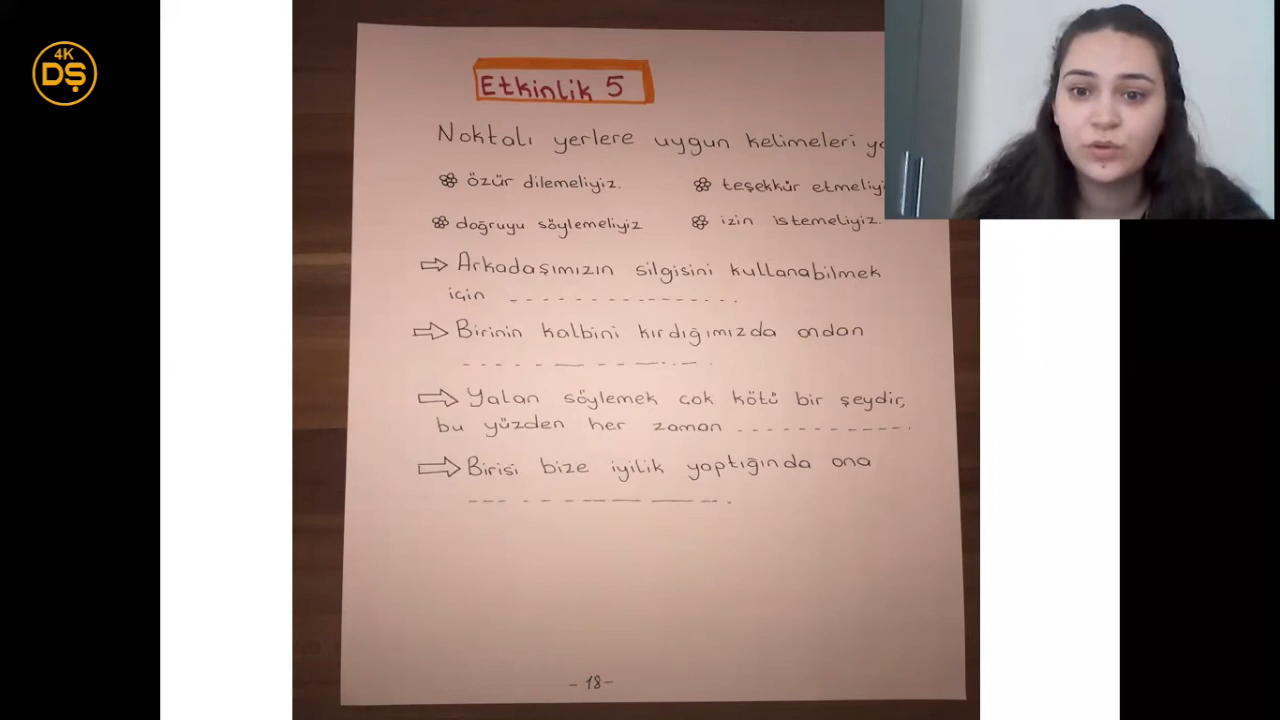 4K
DŞ
Etkinlik 5
Noktalı yerlere uygun kelimeleri
özür dilemeliyiz.
teşekkür
doğruyu söylemeliyiz
izin istemeliyiz.
Arkadaşımızın silgisini kullanabilmek
için
Birinin kalbini kırdığımızda ondan
Yalan söylemek çok kötü bir şeydir,
bu yüzden her zaman
Birisi bize iyilik yaptığında ona
-18-